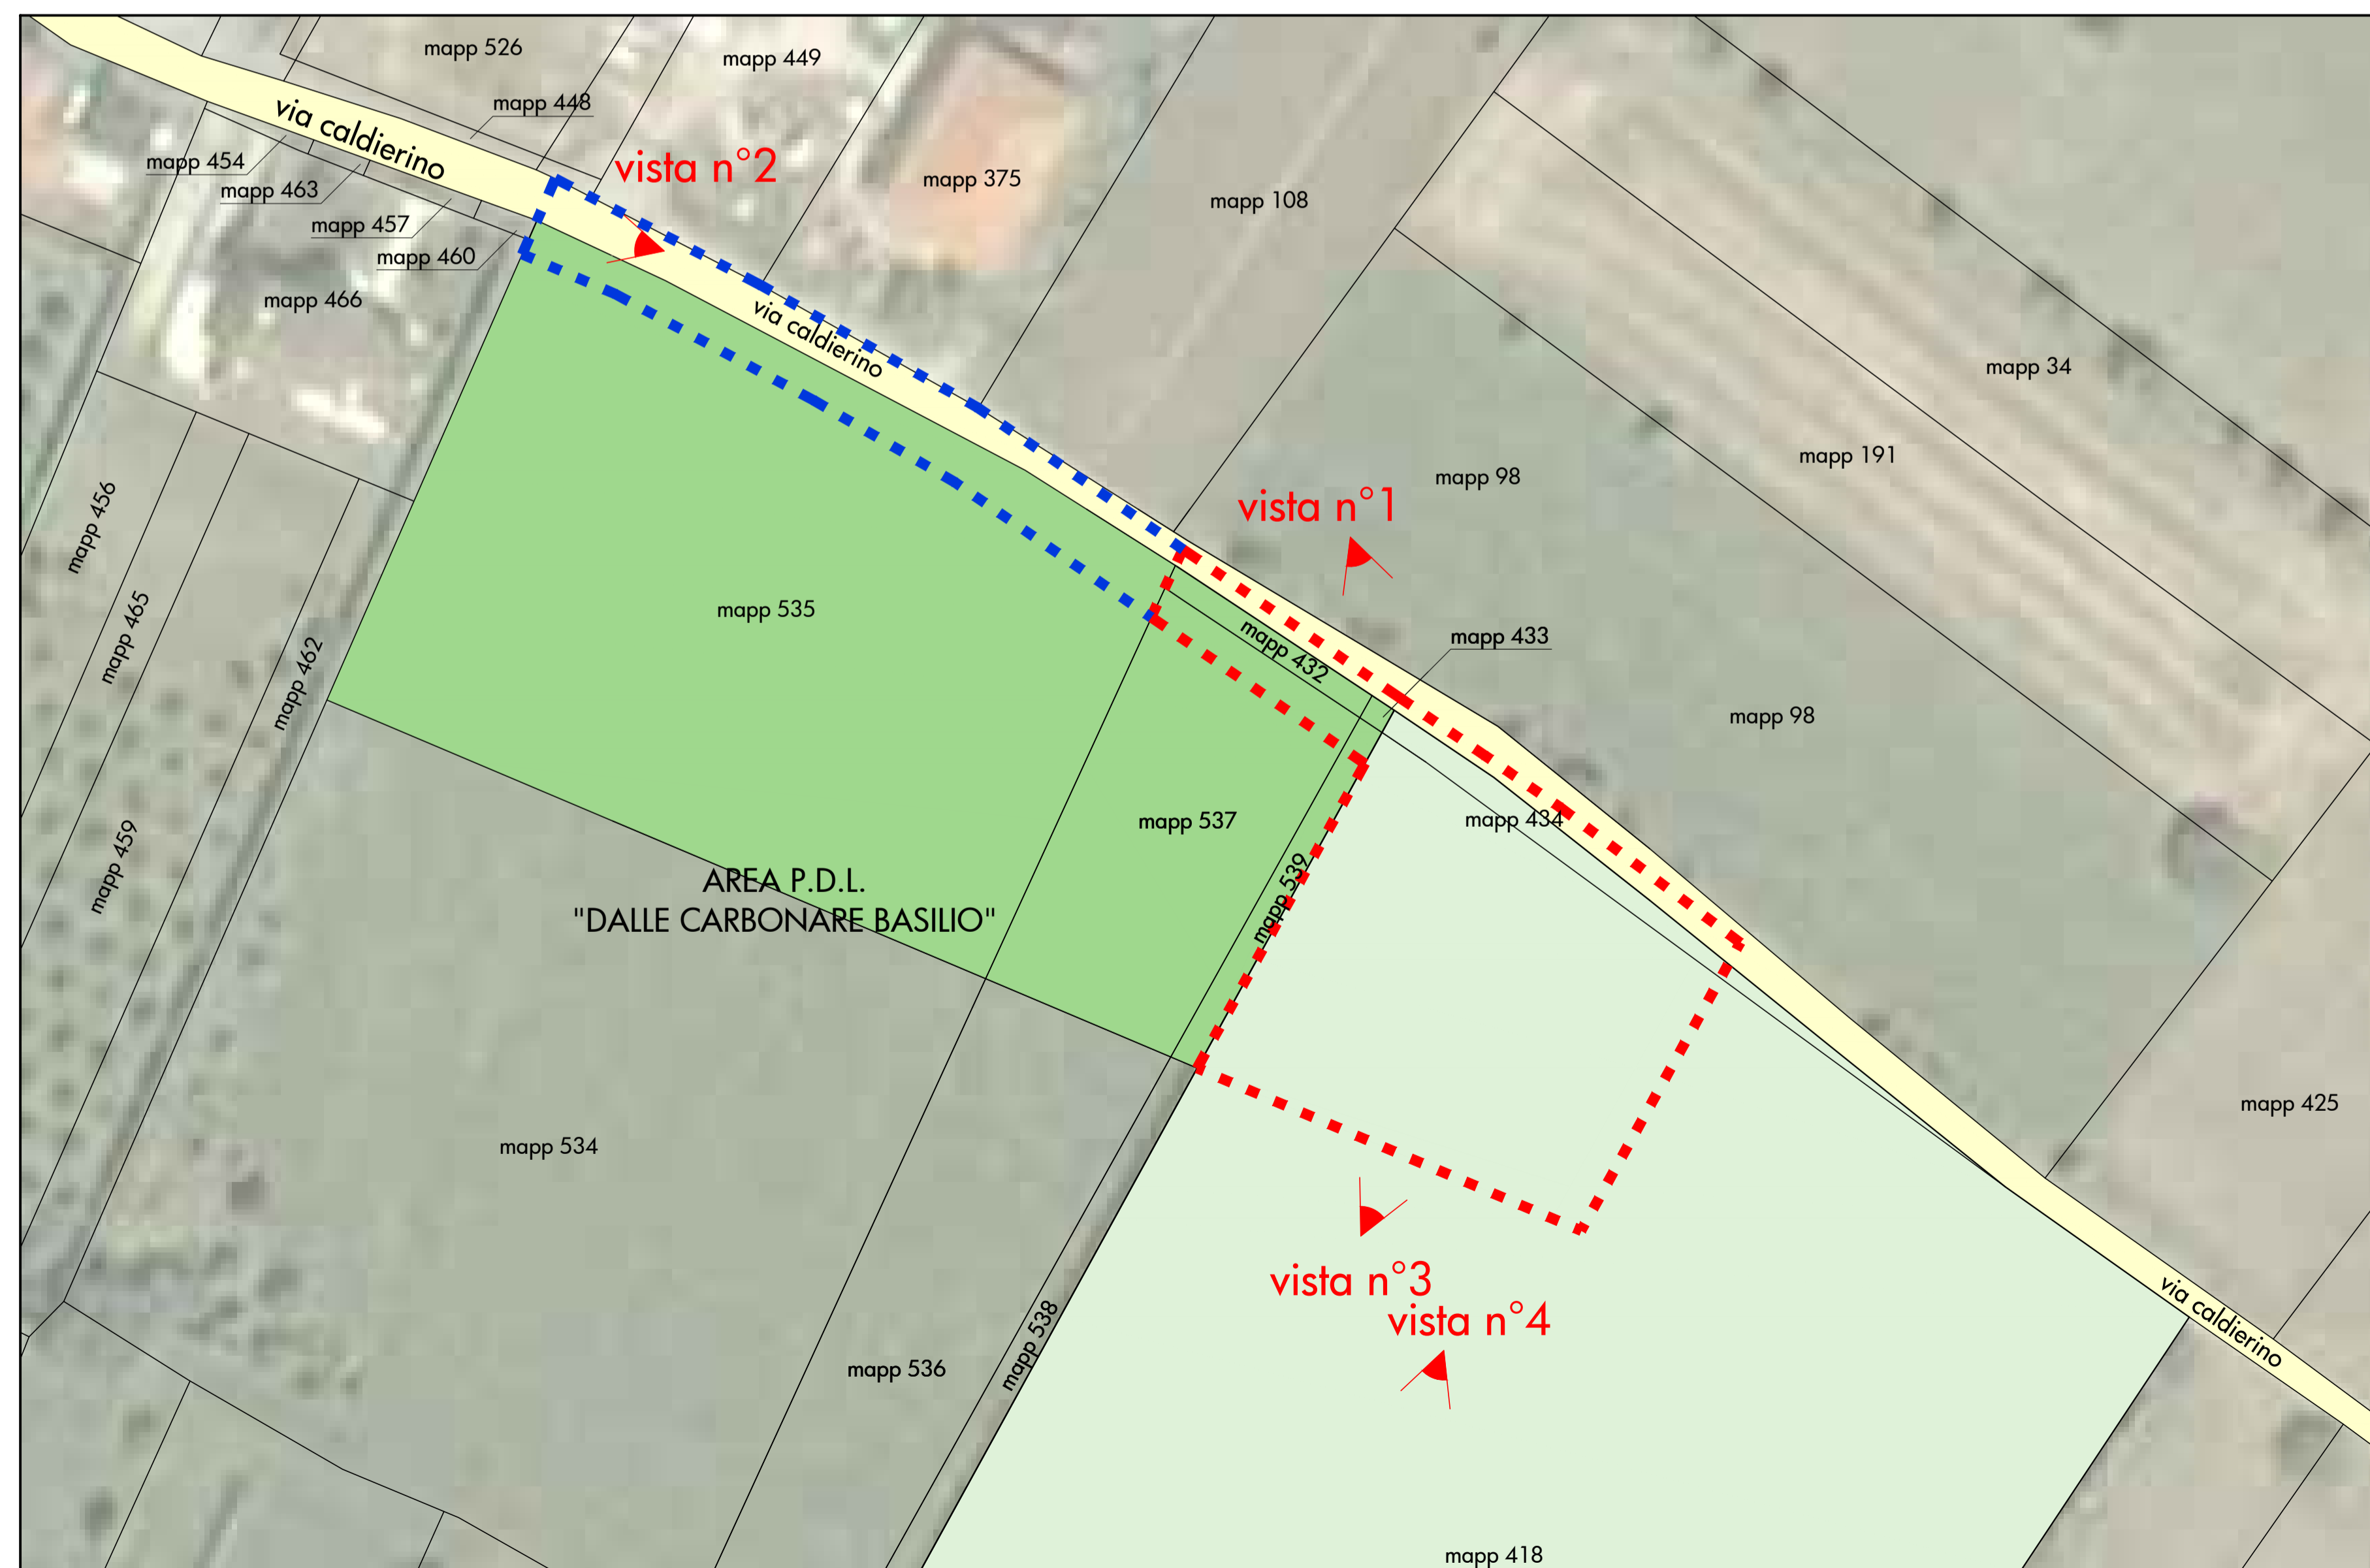 mapp 526
mapp 449
mapp 448
via caldierino
mapp 454
mapp 463
mapp 457
mapp 460
mapp 466
vista n°2
mapp 375
mapp 108
mapp 34
mapp 191
mapp 98
vista n°1
via caldierino
mapp 456
mapp 465
mapp 462
mapp 459
mapp 535
mapp 432
mapp 433
mapp 98
mapp 434
mapp 537
mapp 539
AREA P.D.L.
"DALLE CARBONARE BASILIO"
mapp 425
mapp 534
mapp 536
mapp 538
vista n°3
vista n°4
via caldierino
mapp 418